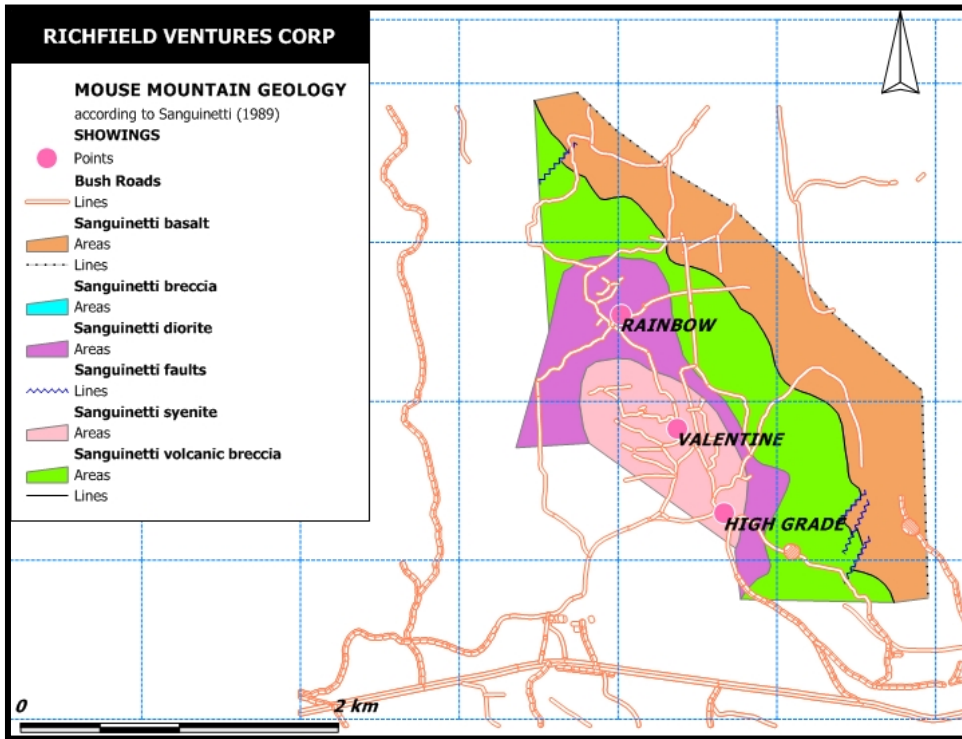 RICHFIELD VENTURES CORP
MOUSE MOUNTAIN GEOLOGY
according to Sanguinetti (1989)
SHOWINGS
Points
Bush Roads
Lines
Sanguinetti basalt
Areas
Lines
Sanguinetti breccia
Areas
Sanguinetti diorite
Areas
Sanguinetti faults
Lines
Sanguinetti syenite
Areas
Sanguinetti volcanic breccia
Areas
Lines
RAINBOW
VALENTINE
HIGH GRADE
0 2 km